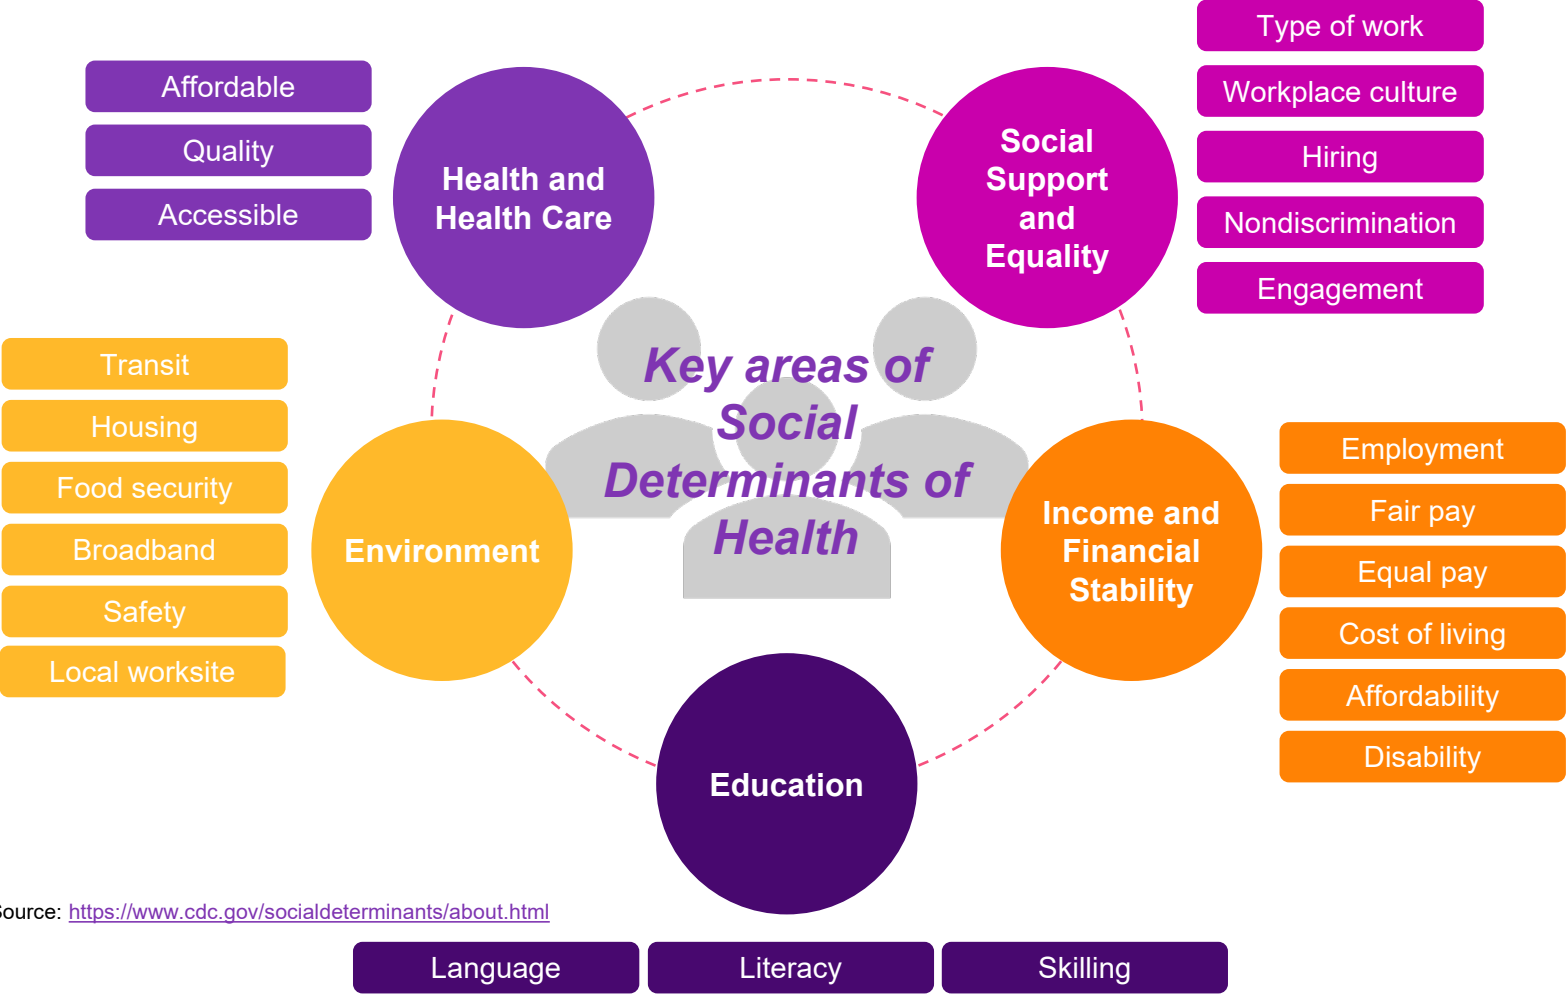 Affordable
Quality
Accessible
Health and
Health Care
Social
Support
and
Equality
Type of work
Workplace culture
Hiring
Nondiscrimination
Engagement
Key areas of
Social
Determinants of
Health
Transit
Housing
Food security
Broadband
Safety
Local worksite
Environment
Income and
Financial
Stability
Employment
Fair pay
Equal pay
Cost of living
Affordability
Disability
Education
Source: https://www.cdc.gov/socialdeterminants/about.html
Language
Literacy
Skilling